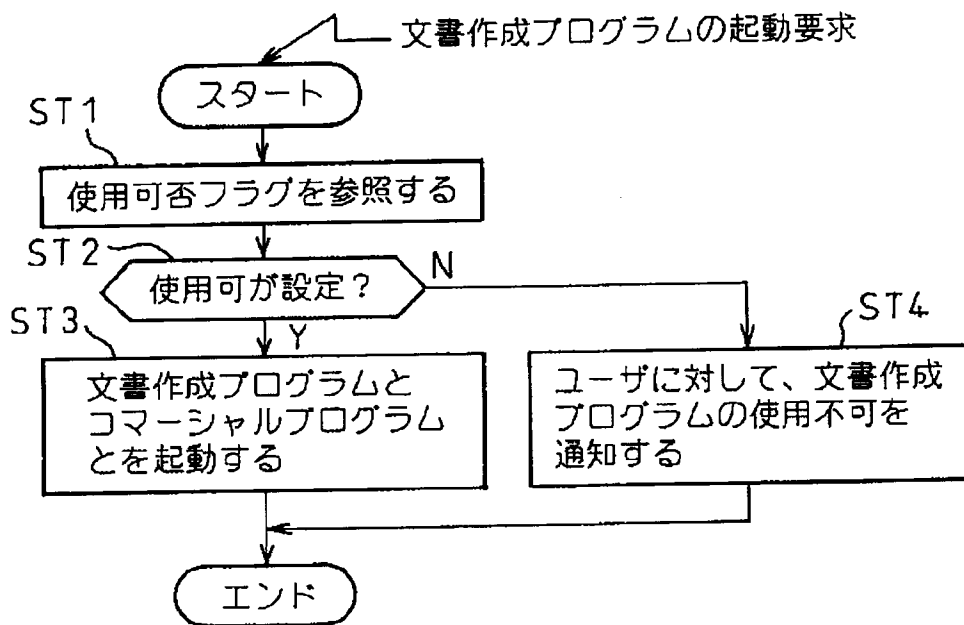 文書作成プログラムの起動要求
スタート
ST1
使用可否フラグを参照する
ST2
使用可が設定？
N
ST3
Y
ST4
文書作成プログラムと
コマーシャルプログラム
とを起動する
ユーザに対して、文書作成
プログラムの使用不可を
通知する
エンド